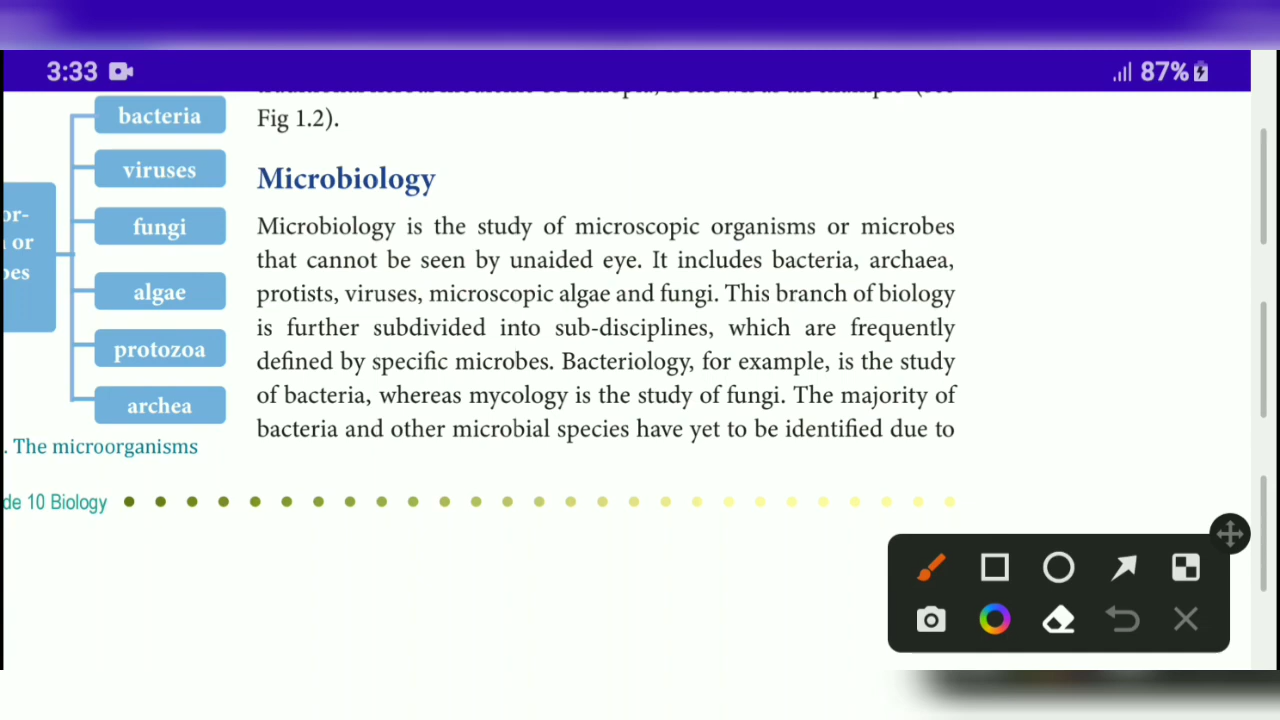 3:33
87%
bacteria
viruses
fungi
algae
protozoa
archea
or-
or
. The microorganisms
Fig 1.2).
Microbiology
Microbiology is the study of microscopic organisms or microbes
that cannot be seen by unaided eye. It includes bacteria, archaea,
protists, viruses, microscopic algae and fungi. This branch of biology
is further subdivided into sub-disciplines, which are frequently
defined by specific microbes. Bacteriology, for example, is the study
of bacteria, whereas mycology is the study of fungi. The majority of
bacteria and other microbial species have yet to be identified due to
de 10 Biology